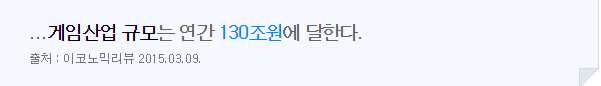 …게임산업 규모는 연간 130조원에 달한다.
출처 : 이코노믹리뷰 2015.03.09.